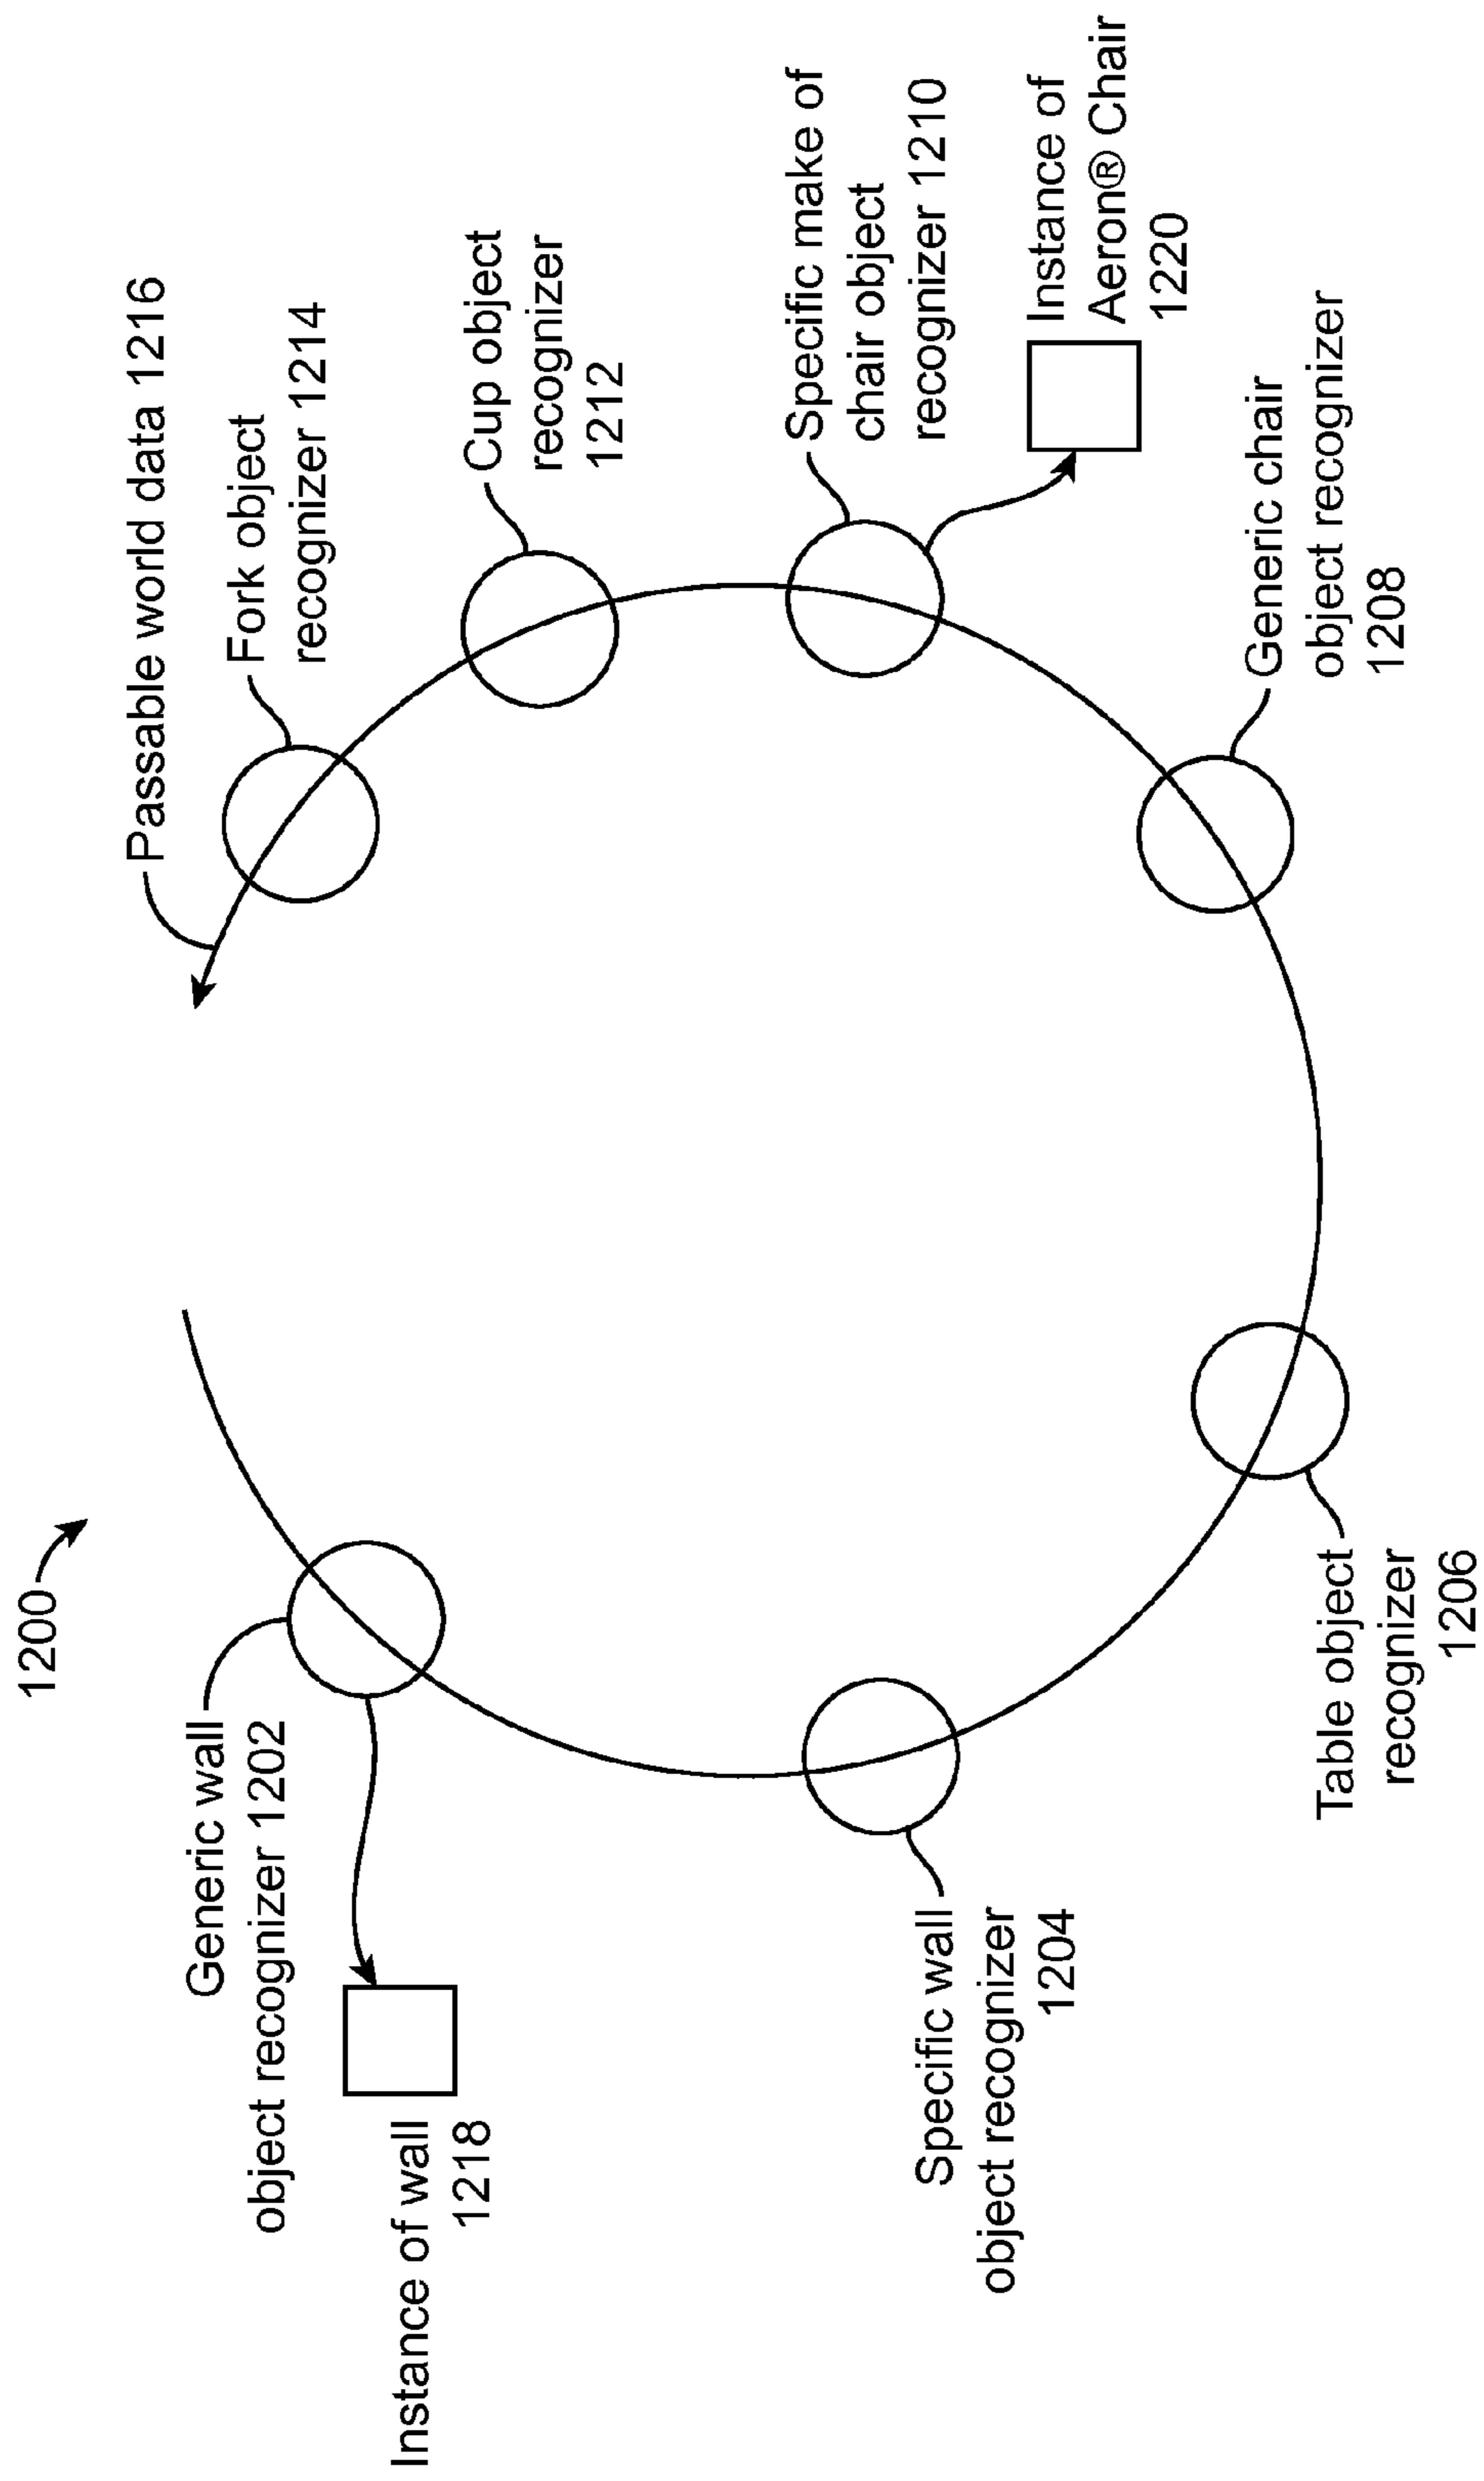 1200
Passable world data 1216
Generic wall
object recognizer 1202
Fork object
recognizer 1214
Instance of wall
1218
Cup object
recognizer
1212
Specific make of
chair object
recognizer 1210
Specific wall
object recognizer
1204
Instance of
Aeron® Chair
1220
Generic chair
object recognizer
1208
Table object
recognizer
1206